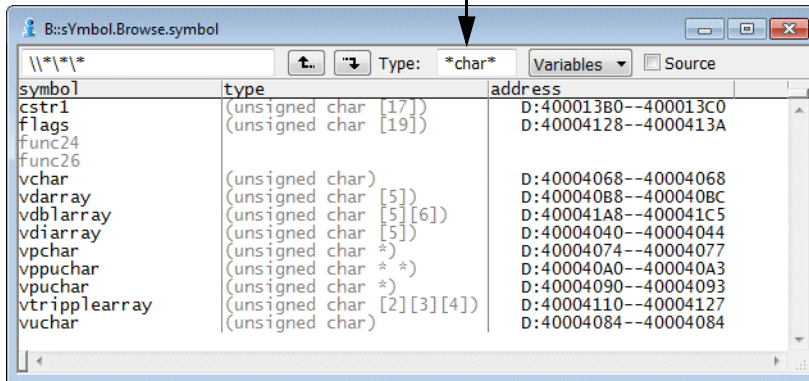 B::sYmbol.Browse.symbol
\\*\*\* t.. Type: *char* Variables Source
symbol type address
cstr1 (unsigned char [17]) D:400013B0--400013C0
flags (unsigned char [19]) D:40004128--4000413A
func24
func26
vchar (unsigned char) D:40004068--40004068
vdarray (unsigned char [5]) D:400040B8--400040BC
vdblarray (unsigned char [5][6]) D:400041A8--400041C5
vdiarray (unsigned char [5]) D:40004040--40004044
vpchar (unsigned char *) D:40004074--40004077
vppuchar (unsigned char * *) D:400040A0--400040A3
vpuchar (unsigned char *) D:40004090--40004093
vtripplearray (unsigned char [2][3][4]) D:40004110--40004127
vuchar (unsigned char) D:40004084--40004084